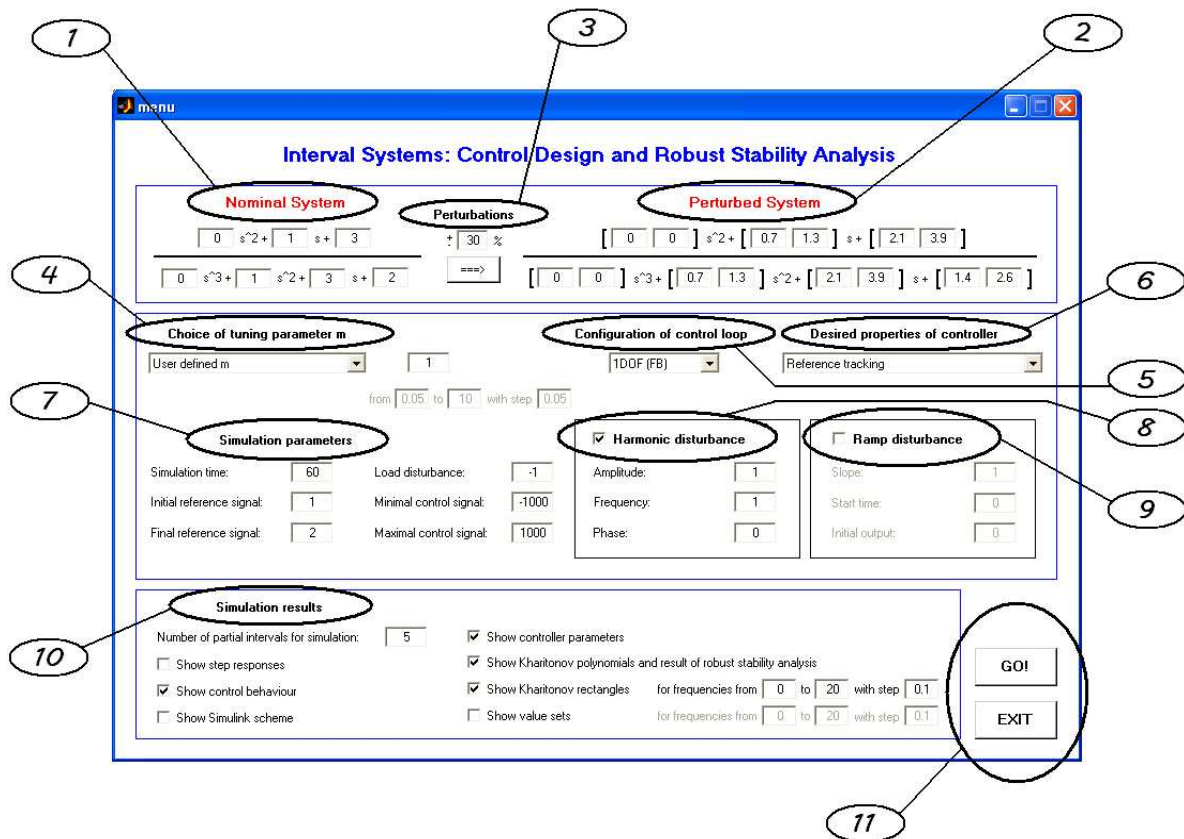 1
3
2
menu
Interval Systems: Control Design and Robust Stability Analysis
Nominal System
Perturbations
Perturbed System
0 s^2 + 1 s + 3
± 30 %
[ 0 0 ] s^2 + [ 0.7 1.3 ] s + [ 2.1 3.9 ]
0 s^3 + 1 s^2 + 3 s + 2
===>
[ 0 0 ] s^3 + [ 0.7 1.3 ] s^2 + [ 2.1 3.9 ] s + [ 1.4 2.6 ]
4
6
Choice of tuning parameter m
Configuration of control loop
Desired properties of controller
User defined m
1
1DOF (FB)
Reference tracking
5
from 0.05 to 10 with step 0.05
7
8
Simulation parameters
Harmonic disturbance
Ramp disturbance
Simulation time: 60
Load disturbance: -1
Amplitude: 1
Slope: 1
Initial reference signal: 1
Minimal control signal: -1000
Frequency: 1
Start time: 0
9
Final reference signal: 2
Maximal control signal: 1000
Phase: 0
Initial output: 0
Simulation results
10
Number of partial intervals for simulation: 5
Show controller parameters
Show step responses
Show Kharitonov polynomials and result of robust stability analysis
GO!
Show control behaviour
Show Kharitonov rectangles for frequencies from 0 to 20 with step 0.1
Show Simulink scheme
Show value sets for frequencies from 0 to 20 with step 0.1
EXIT
11